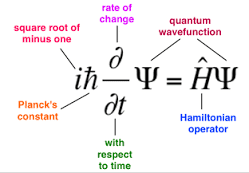 rate of
change
square root of
minus one
quantum
wavefunction
iħ ∂/∂t Ψ = ĤΨ
Planck's
constant
Hamiltonian
operator
with
respect
to time